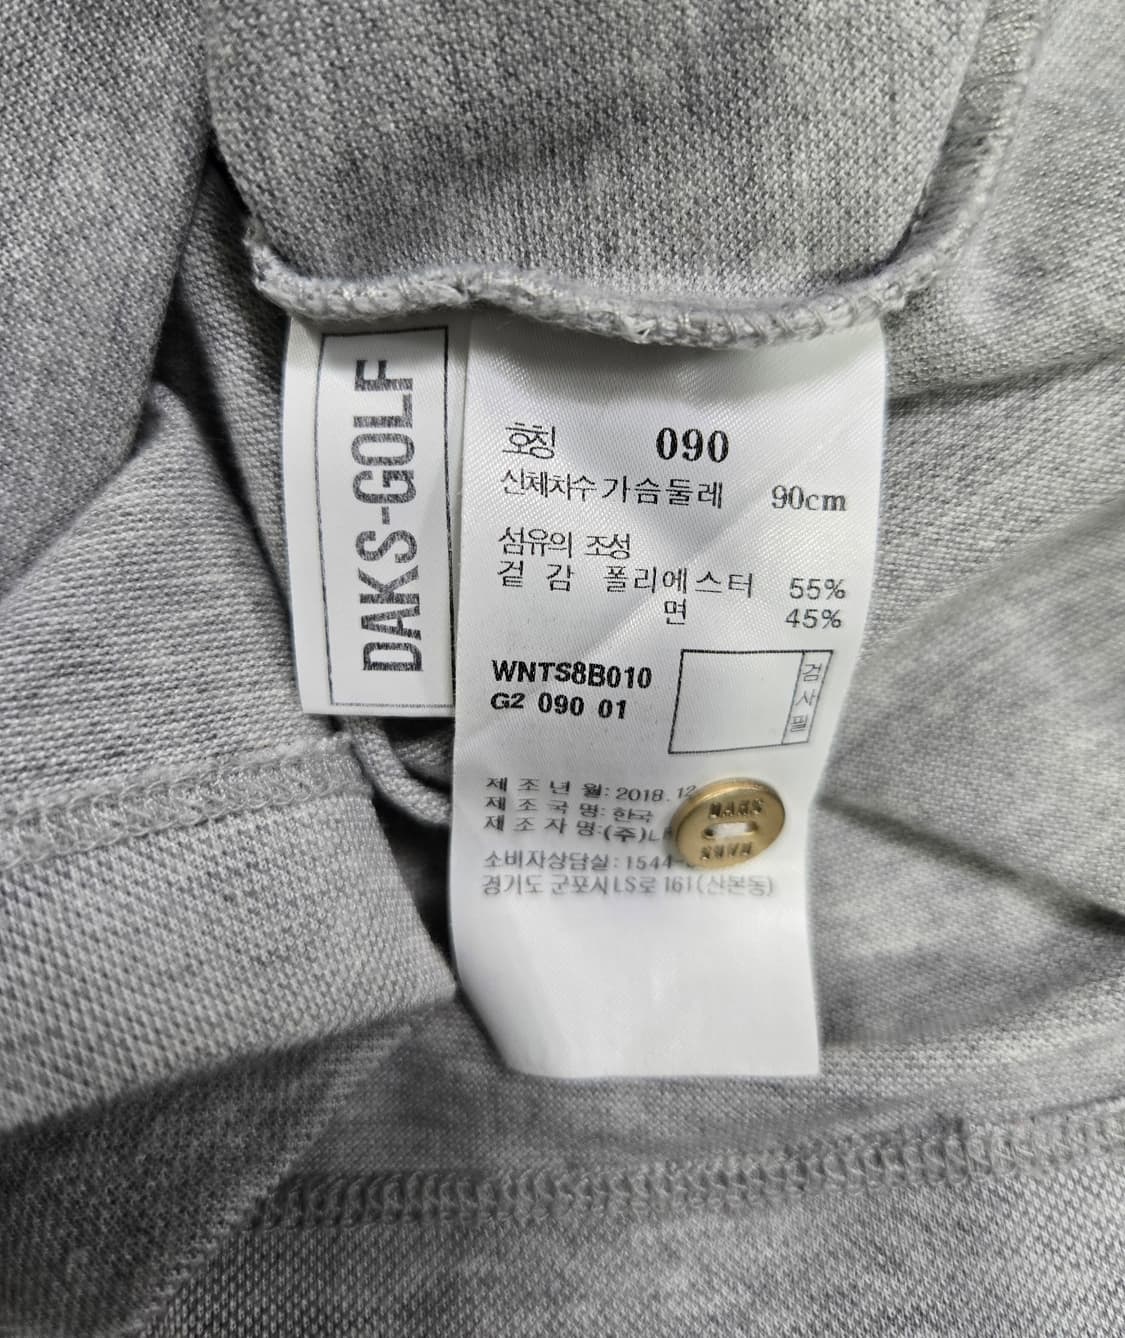 DAKS-GOLF
호칭 090
신체치수 가슴둘레 90cm
섬유의 조성
겉 감 폴리에스터 55%
면 45%
WNTS8B010
G2 090 01
검사필
제 조 년 월: 2018.12
제 조 국 명: 한국
제 조 자 명:(주)
소비자상담실: 1544-
경기도 군포시 LS로 161(산본동)